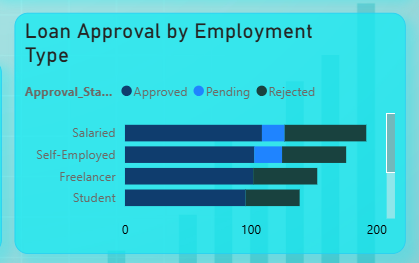 Loan Approval by Employment
Type
Approval_Sta... Approved Pending Rejected
Salaried
Self-Employed
Freelancer
Student
0 100 200